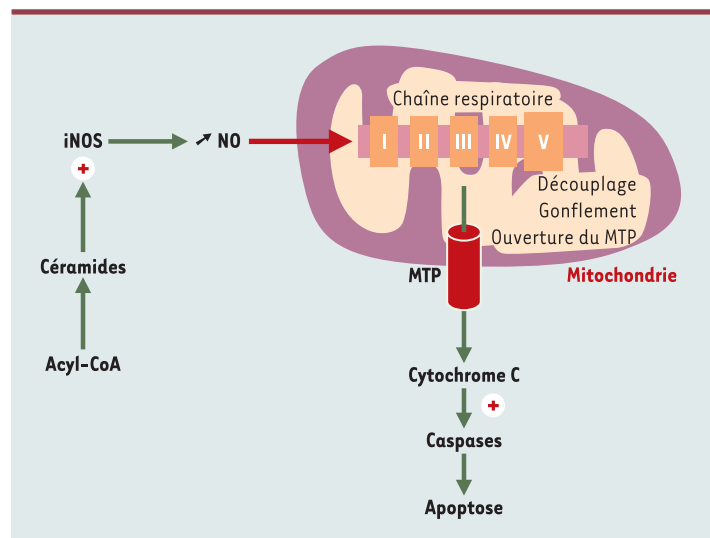 Chaîne respiratoire
iNOS
NO
I II III IV V
+
Découplage
Gonflement
Ouverture du MTP
Céramides
MTP
Mitochondrie
Acyl-CoA
Cytochrome C
+
Caspases
Apoptose